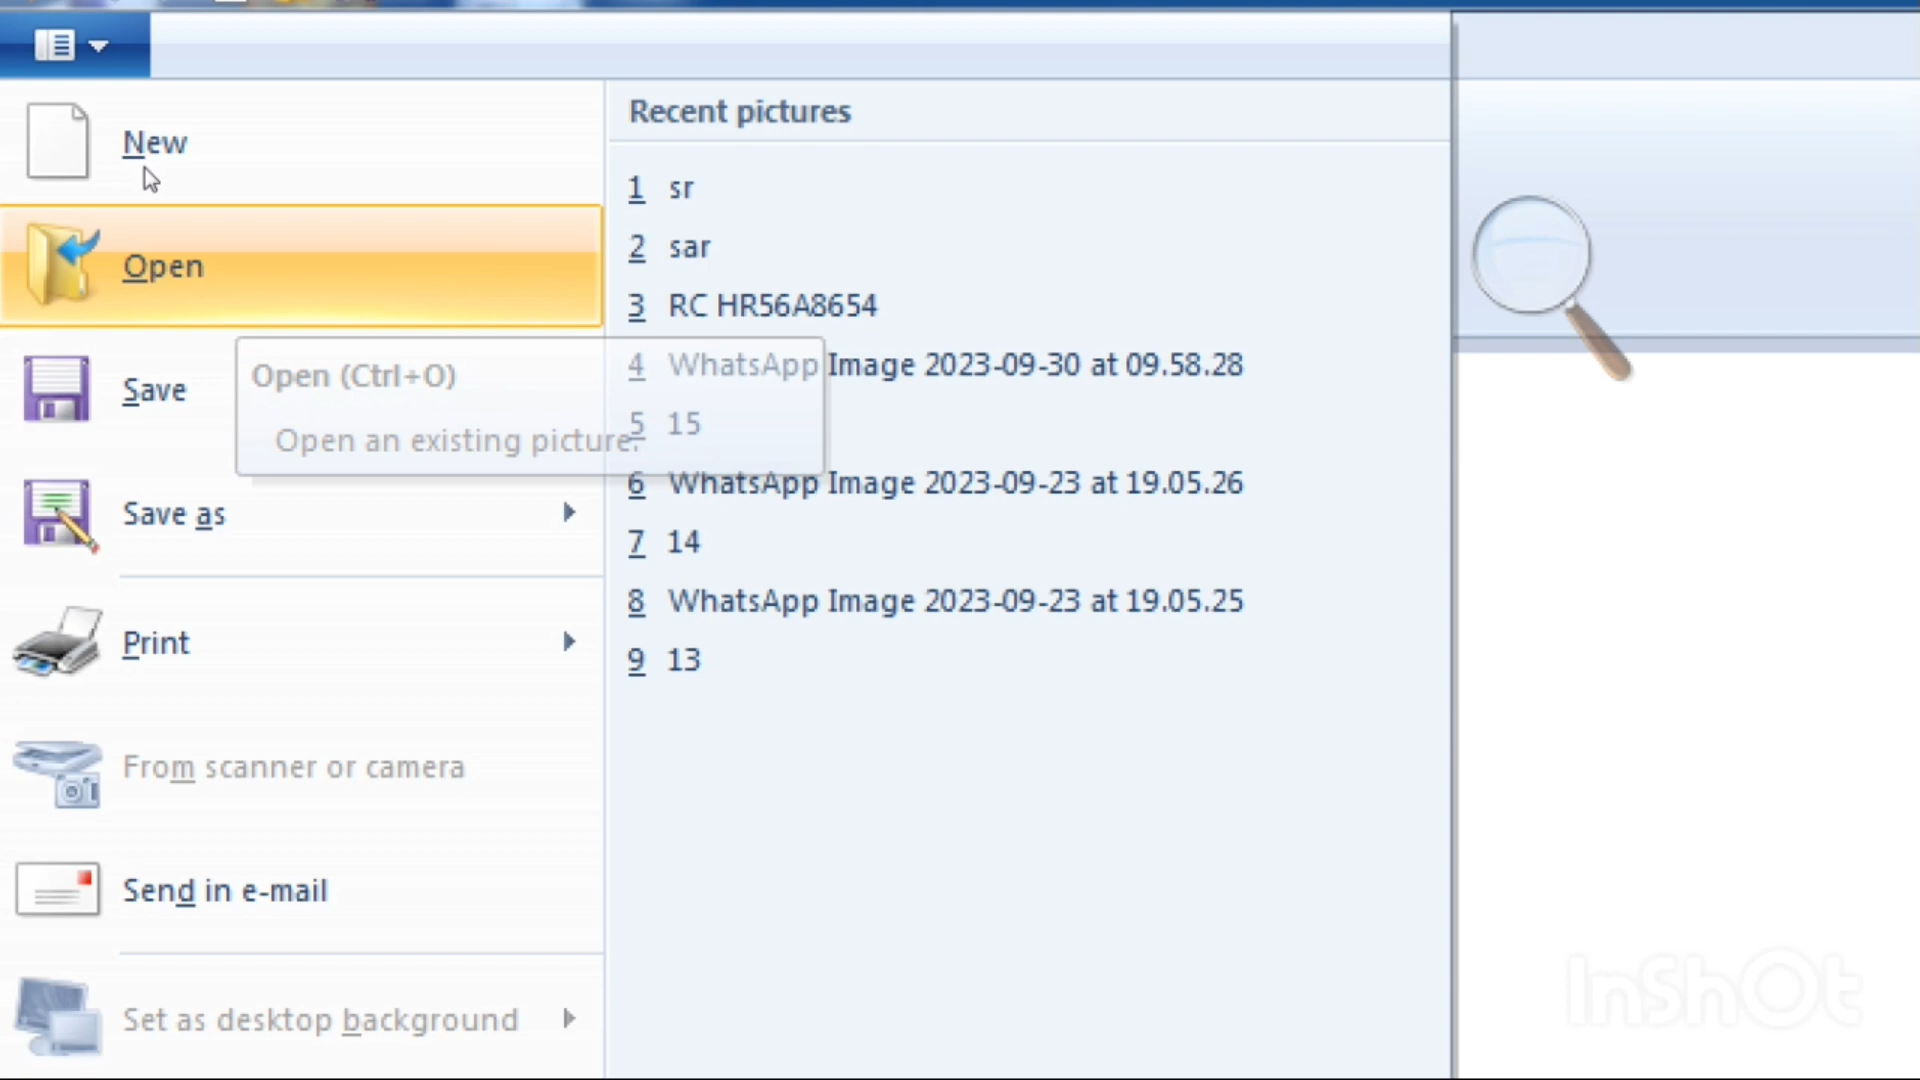 New
Open
Save
Save as
Print
From scanner or camera
Send in e-mail
Set as desktop background
Open (Ctrl+O)
Open an existing picture.
Recent pictures
1 sr
2 sar
3 RC HR56A8654
4 WhatsApp Image 2023-09-30 at 09.58.28
5 15
6 WhatsApp Image 2023-09-23 at 19.05.26
7 14
8 WhatsApp Image 2023-09-23 at 19.05.25
9 13
InShOt